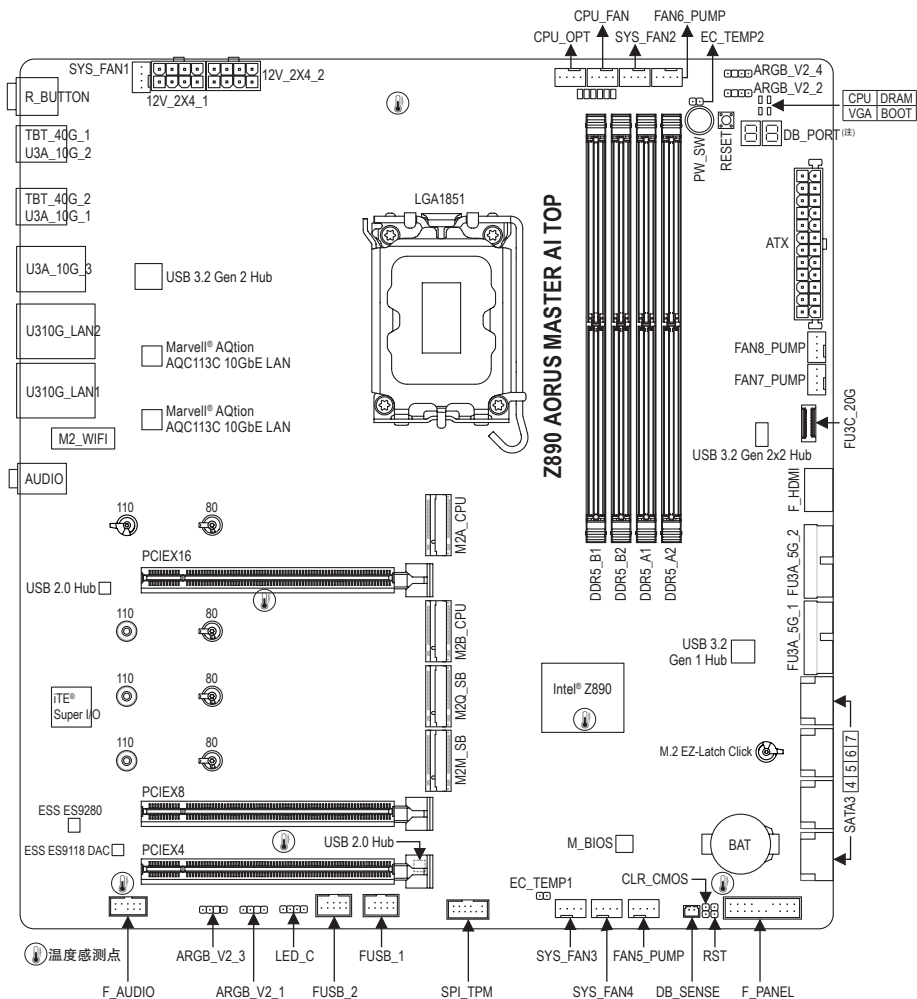 CPU_FAN
FAN6_PUMP
CPU_OPT
SYS_FAN2
EC_TEMP2
SYS_FAN1
12V_2X4_2
12V_2X4_1
ARGB_V2_4
ARGB_V2_2
CPU DRAM
VGA BOOT
R_BUTTON
TBT_40G_1
U3A_10G_2
DB_PORT(注)
PW_SW
RESET
TBT_40G_2
U3A_10G_1
LGA1851
ATX
Z890 AORUS MASTER AI TOP
U3A_10G_3
USB 3.2 Gen 2 Hub
U310G_LAN2
Marvell® AQtion
AQC113C 10GbE LAN
FAN8_PUMP
FAN7_PUMP
U310G_LAN1
Marvell® AQtion
AQC113C 10GbE LAN
FU3C_20G
M2_WIFI
USB 3.2 Gen 2x2 Hub
AUDIO
F_HDMI
110
80
M2A_CPU
PCIEX16
DDR5_B1
DDR5_B2
DDR5_A1
DDR5_A2
FU3A_5G_2
USB 2.0 Hub
110
80
M2B_CPU
FU3A_5G_1
USB 3.2
Gen 1 Hub
110
80
M2Q_SB
iTE®
Super I/O
Intel® Z890
110
80
M2M_SB
M.2 EZ-Latch Click
SATA3 4 5 6 7
PCIEX8
ESS ES9280
ESS ES9118 DAC
PCIEX4
USB 2.0 Hub
M_BIOS
BAT
EC_TEMP1
CLR_CMOS
温度感测点
ARGB_V2_3
LED_C
FUSB_1
SYS_FAN3
FAN5_PUMP
RST
F_AUDIO
ARGB_V2_1
FUSB_2
SPI_TPM
SYS_FAN4
DB_SENSE
F_PANEL